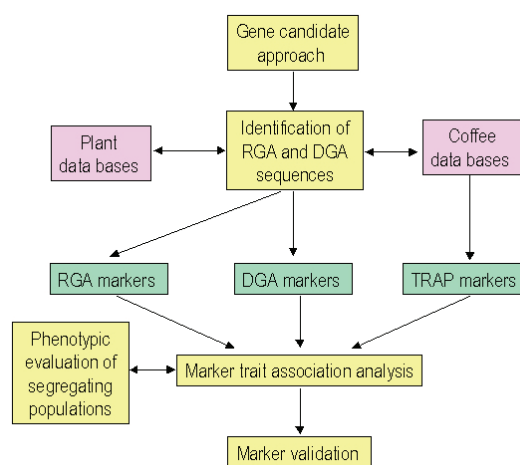 Gene candidate
approach
Identification of
RGA and DGA
sequences
Plant
data bases
Coffee
data bases
RGA markers
DGA markers
TRAP markers
Phenotypic
evaluation of
segregating
populations
Marker trait association analysis
Marker validation